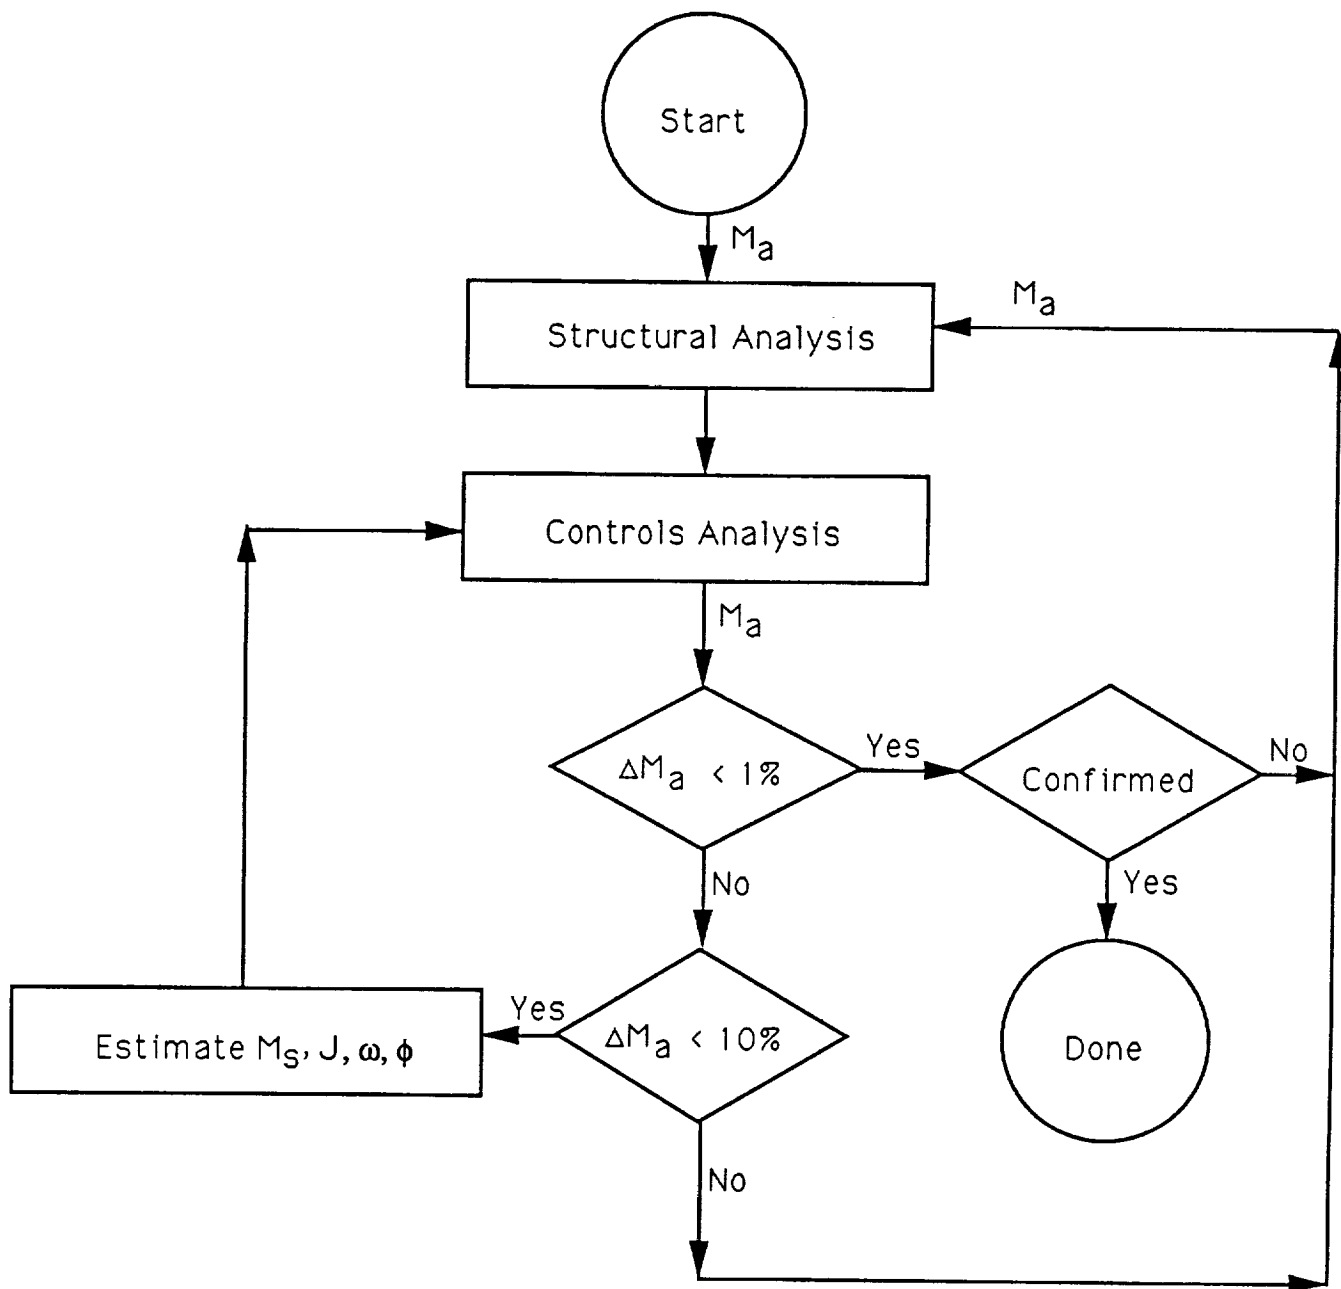 Start
Ma
Ma
Structural Analysis
Controls Analysis
Ma
ΔMa < 1%
Yes
Confirmed
No
No
Yes
ΔMa < 10%
Yes
Estimate Ms, J, ω, ϕ
Done
No